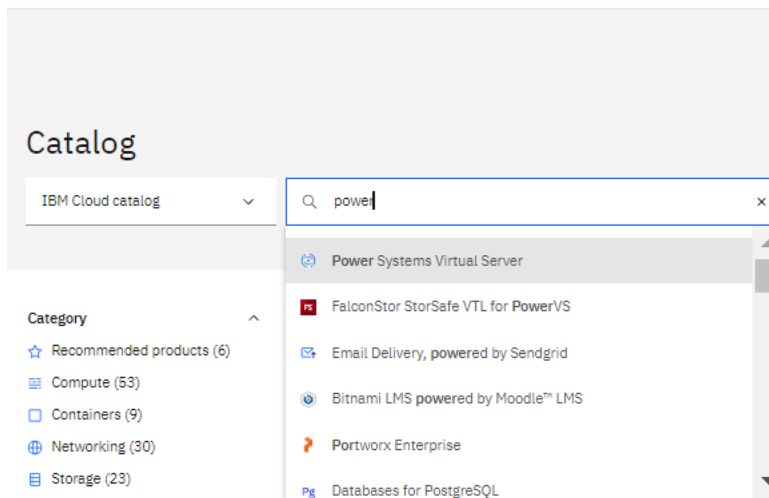 Catalog
IBM Cloud catalog
power
Power Systems Virtual Server
FS FalconStor StorSafe VTL for PowerVS
Email Delivery, powered by Sendgrid
Bitnami LMS powered by Moodle™ LMS
Portworx Enterprise
Pg Databases for PostgreSQL
Category
Recommended products (6)
Compute (53)
Containers (9)
Networking (30)
Storage (23)